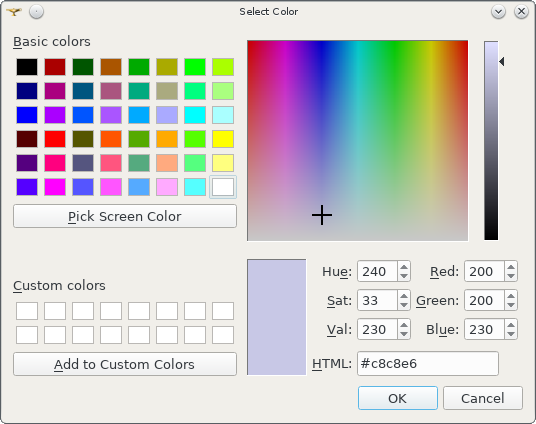 Select Color
Basic colors
Pick Screen Color
Custom colors
Add to Custom Colors
Hue: 240 Red: 200
Sat: 33 Green: 200
Val: 230 Blue: 230
HTML: #c8c8e6
OK Cancel